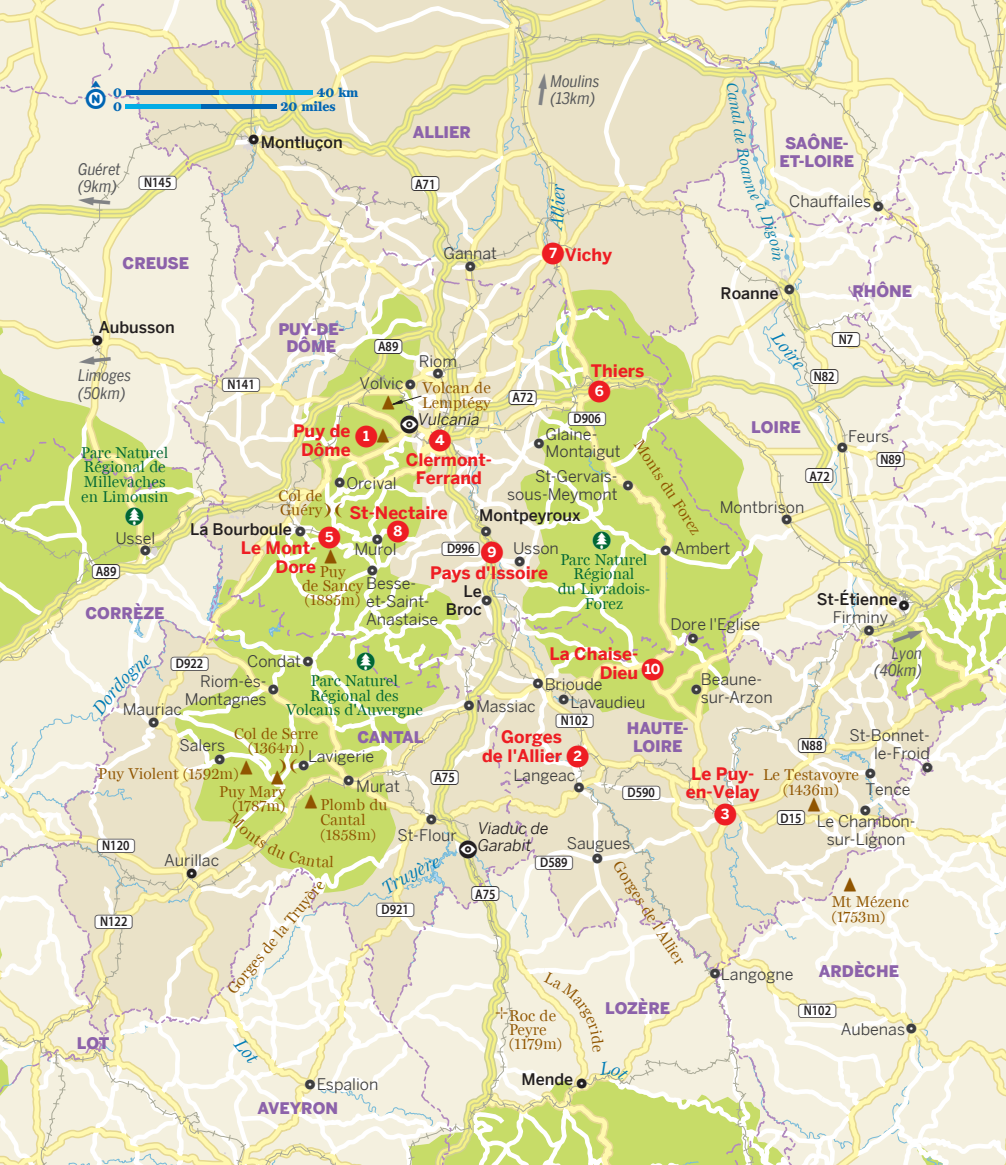 0
40 km
N
0
20 miles
Moulins
(13km)
ALLIER
Montluçon
Canal de Roanne à Digoin
SAÔNE-
ET-LOIRE
Guéret
(9km)
N145
A71
Allier
Chauffailles
Gannat
7 Vichy
CREUSE
Roanne
RHÔNE
PUY-DE-
DÔME
Aubusson
A89
Loire
N7
Riom
Limoges
(50km)
N141
Volvic
Volcan de
Lemptégy
Thiers
6
N82
A72
Vulcania
D906
Puy de
Dôme
1
4
Clermont-
Ferrand
Glaine-
Montaigut
LOIRE
Feurs
N89
Parc Naturel
Régional de
Millevaches
en Limousin
Monts du Forez
A72
Orcival
St-Gervais-
sous-Meymont
Col de
Guéry
St-Nectaire
8
Montpeyroux
Montbrison
Ussel
La Bourboule
5
Le Mont-
Dore
Murol
D996
9
Usson
Pays d'Issoire
Ambert
A89
Puy
de Sancy
(1885m)
Besse-
et-Saint-
Anastaise
Parc Naturel
Régional
du Livradois-
Forez
Le
Broc
CORRÈZE
St-Étienne
Firminy
Dore l'Eglise
Lyon
(40km)
Dordogne
D922
Condat
La Chaise-
Dieu
10
Riom-ès-
Montagnes
Parc Naturel
Régional des
Volcans d'Auvergne
Brioude
Lavaudieu
Beaune-
sur-Arzon
Mauriac
Massiac
N102
CANTAL
HAUTE-
LOIRE
Col de Serre
(1364m)
Salers
Lavigerie
Gorges
de l'Allier
2
N88
St-Bonnet-
le-Froid
Puy Violent (1592m)
Puy Mary
(1787m)
Murat
A75
Langeac
Le Puy-
en-Velay
3
Le Testavoyre
(1436m)
Tence
D590
Plomb du
Cantal
(1858m)
D15
Le Chambon-
sur-Lignon
Monts du Cantal
St-Flour
Viaduc de
Garabit
N120
Aurillac
Saugues
D589
Truyère
Gorges de l'Allier
A75
Gorges de la Truyère
Mt Mézenc
(1753m)
N122
D921
Langogne
ARDÈCHE
La Margeride
LOZÈRE
Roc de
Peyre
(1179m)
N102
Aubenas
LOT
Lot
Lot
Mende
Espalion
AVEYRON